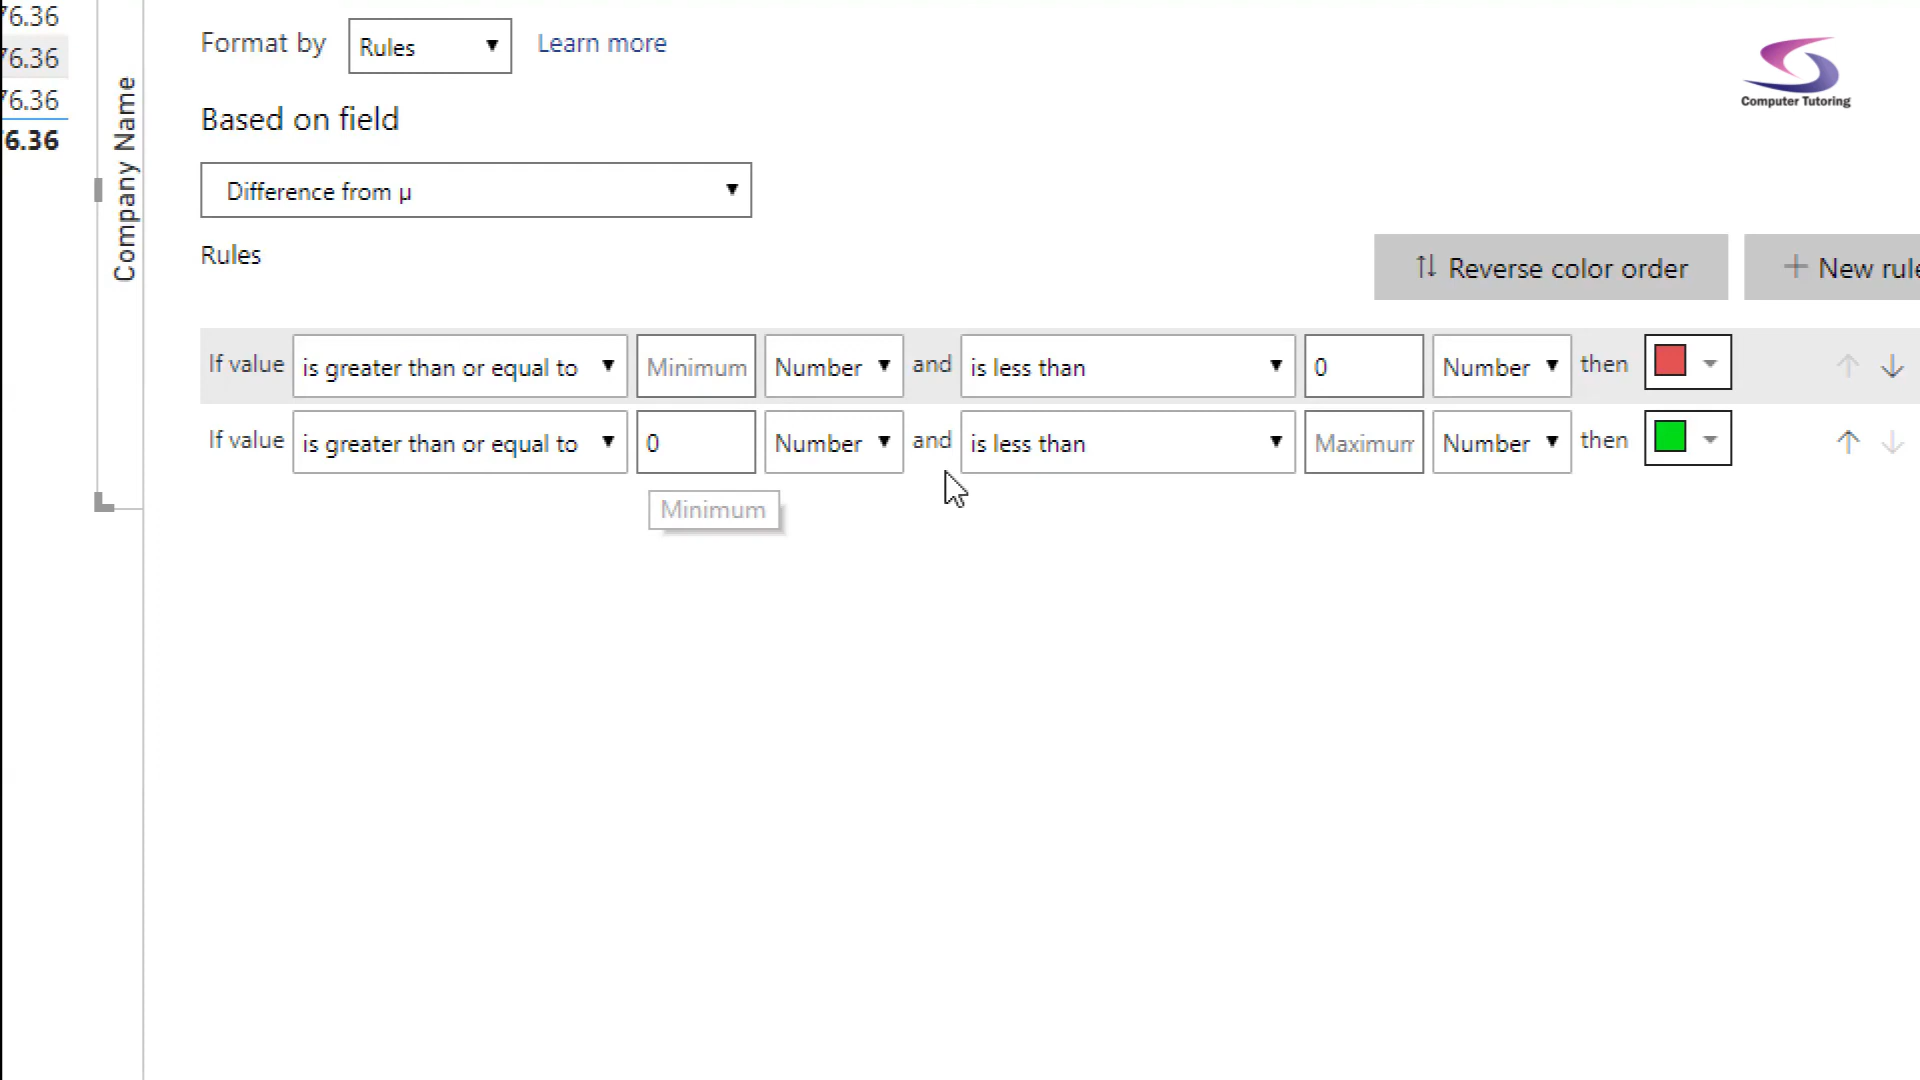 76.36
76.36
76.36
6.36
Company Name
Format by Rules Learn more
Computer Tutoring
Based on field
Difference from µ
Rules
Reverse color order
New rule
If value is greater than or equal to Minimum Number and is less than 0 Number then
If value is greater than or equal to 0 Number and is less than Maximum Number then
Minimum